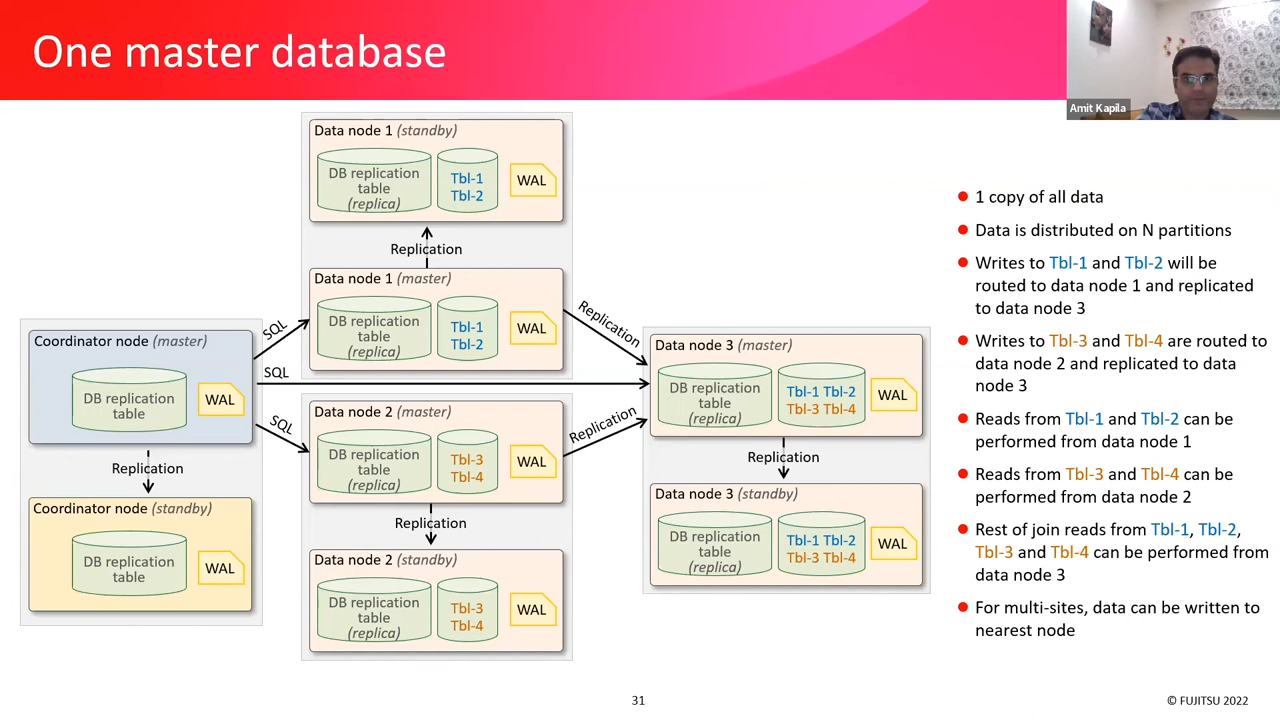 One master database
Amit Kapila
Data node 1 (standby)
DB replication
table
(replica)
Tbl-1
Tbl-2
WAL
Replication
Data node 1 (master)
DB replication
table
(replica)
Tbl-1
Tbl-2
WAL
Coordinator node (master)
DB replication
table
WAL
Replication
Coordinator node (standby)
DB replication
table
WAL
SQL
SQL
SQL
Data node 2 (master)
DB replication
table
(replica)
Tbl-3
Tbl-4
WAL
Replication
Data node 2 (standby)
DB replication
table
(replica)
Tbl-3
Tbl-4
WAL
Replication
Replication
Data node 3 (master)
DB replication
table
(replica)
Tbl-1 Tbl-2
Tbl-3 Tbl-4
WAL
Replication
Data node 3 (standby)
DB replication
table
(replica)
Tbl-1 Tbl-2
Tbl-3 Tbl-4
WAL
1 copy of all data
Data is distributed on N partitions
Writes to Tbl-1 and Tbl-2 will be
routed to data node 1 and replicated
to data node 3
Writes to Tbl-3 and Tbl-4 are routed to
data node 2 and replicated to data
node 3
Reads from Tbl-1 and Tbl-2 can be
performed from data node 1
Reads from Tbl-3 and Tbl-4 can be
performed from data node 2
Rest of join reads from Tbl-1, Tbl-2,
Tbl-3 and Tbl-4 can be performed from
data node 3
For multi-sites, data can be written to
nearest node
31
© FUJITSU 2022